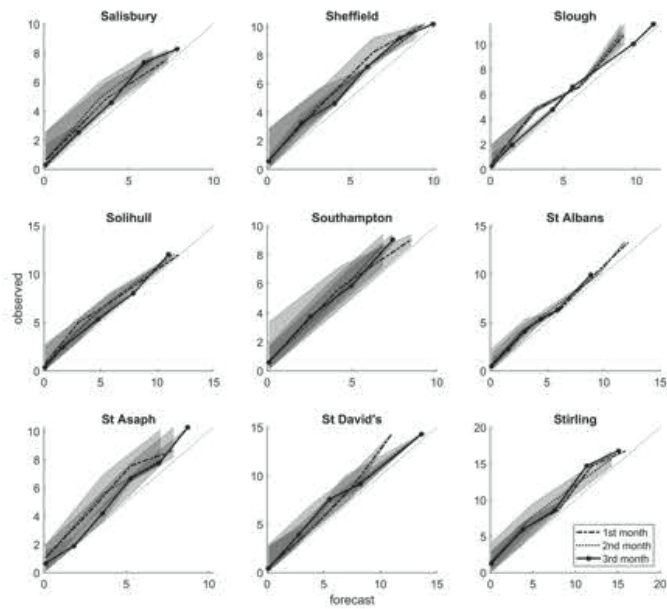 Salisbury Sheffield Slough
10 10 10
8 8 8
6 6 6
4 4 4
2 2 2
0 0 0
0 5 10 0 5 10 0 5 10
Solihull Southampton St Albans
15 10 15
8
10 10
6
4
5 5
2
0 0 0
0 5 10 15 0 5 10 0 5 10 15
observed
St Asaph St David's Stirling
10 15 20
8
15
6 10
10
4
5
2 5
0 0 0
0 5 10 0 5 10 15 0 5 10 15 20
1st month
2nd month
3rd month
forecast